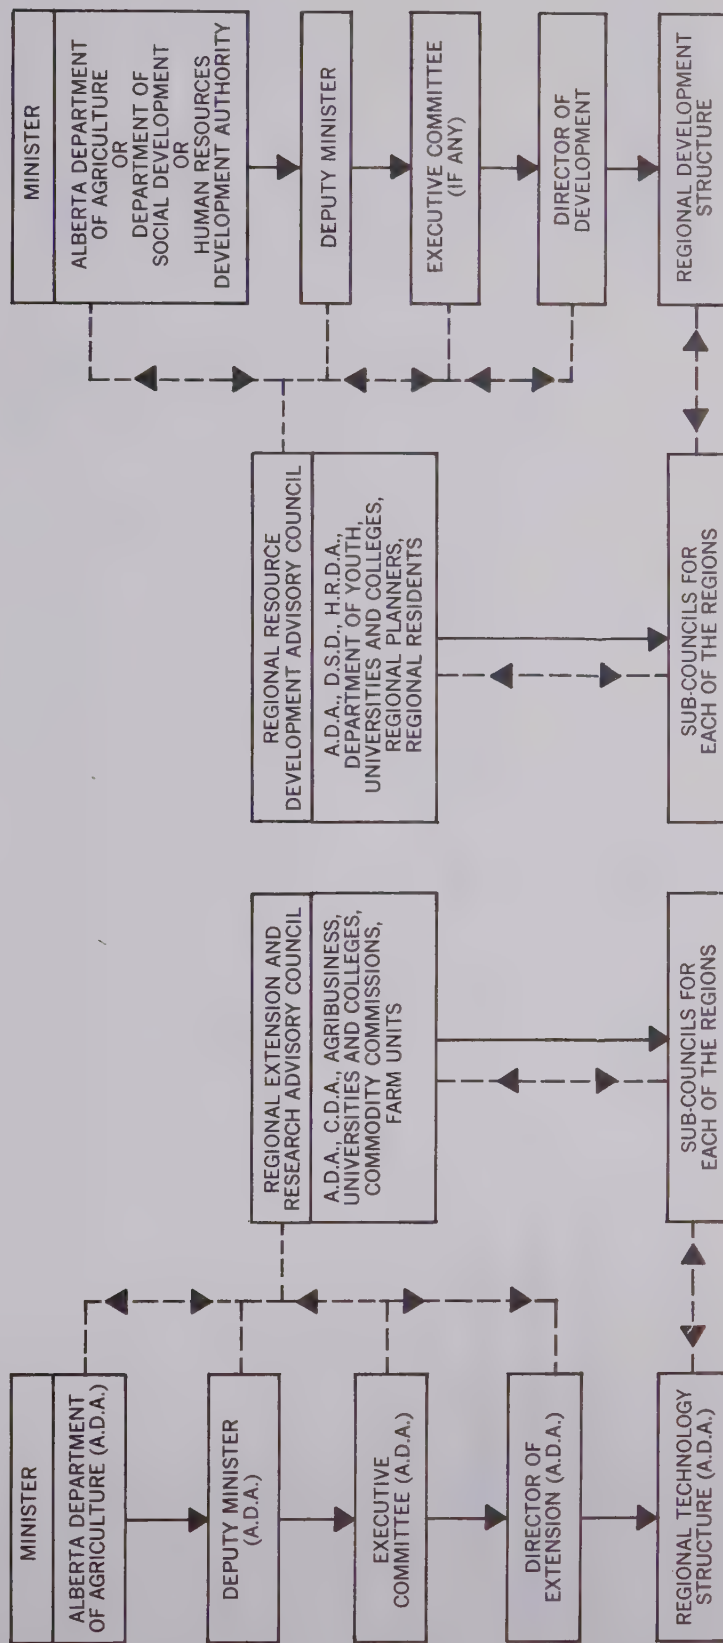 MINISTER
ALBERTA DEPARTMENT
OF AGRICULTURE (A.D.A.)
DEPUTY MINISTER
(A.D.A.)
EXECUTIVE
COMMITTEE (A.D.A.)
DIRECTOR OF
EXTENSION (A.D.A.)
REGIONAL TECHNOLOGY
STRUCTURE (A.D.A.)
REGIONAL EXTENSION AND
RESEARCH ADVISORY COUNCIL
A.D.A., C.D.A., AGRIBUSINESS,
UNIVERSITIES AND COLLEGES,
COMMODITY COMMISSIONS,
FARM UNITS
SUB-COUNCILS FOR
EACH OF THE REGIONS
REGIONAL RESOURCE
DEVELOPMENT ADVISORY COUNCIL
A.D.A., D.S.D., H.R.D.A.,
DEPARTMENT OF YOUTH,
UNIVERSITIES AND COLLEGES,
REGIONAL PLANNERS,
REGIONAL RESIDENTS
SUB-COUNCILS FOR
EACH OF THE REGIONS
MINISTER
ALBERTA DEPARTMENT
OF AGRICULTURE
OR
DEPARTMENT OF
SOCIAL DEVELOPMENT
OR
HUMAN RESOURCES
DEVELOPMENT AUTHORITY
DEPUTY MINISTER
EXECUTIVE COMMITTEE
(IF ANY)
DIRECTOR OF
DEVELOPMENT
REGIONAL DEVELOPMENT
STRUCTURE